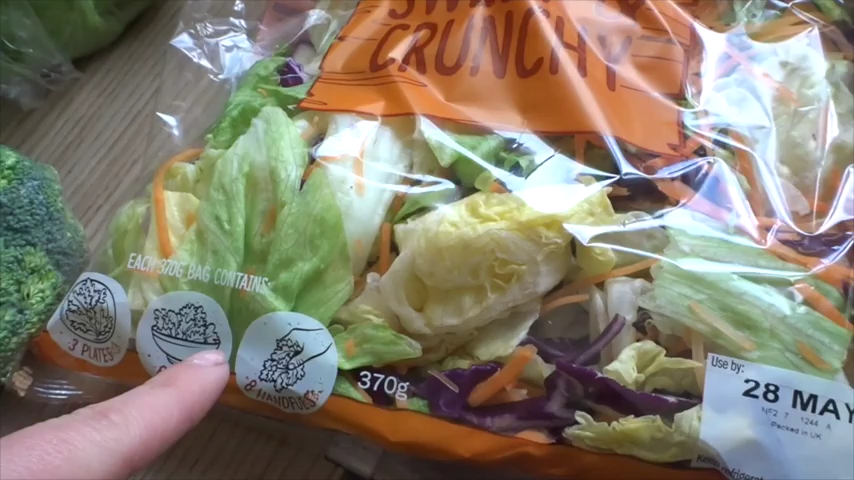 CRUNCHY
EACH 370G BAG CONTAINS:
3 PLATES
8 HANDFULS
370g
Use by:
28 MAY
Packed in UK